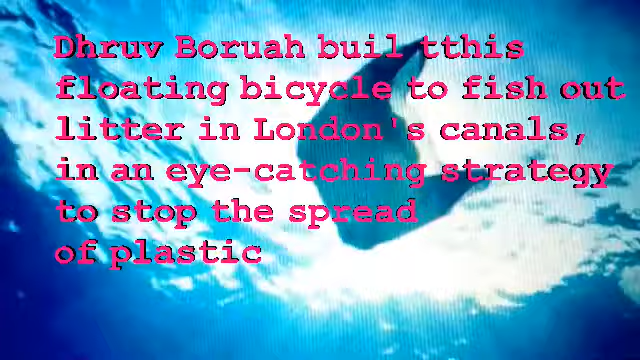 Dhruv Boruah buil tthis
floating bicycle to fish out
litter in London's canals,
in an eye-catching strategy
to stop the spread
of plastic